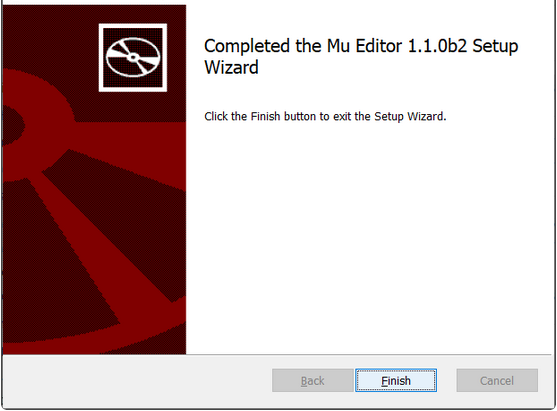 Completed the Mu Editor 1.1.0b2 Setup
Wizard
Click the Finish button to exit the Setup Wizard.
Back
Finish
Cancel